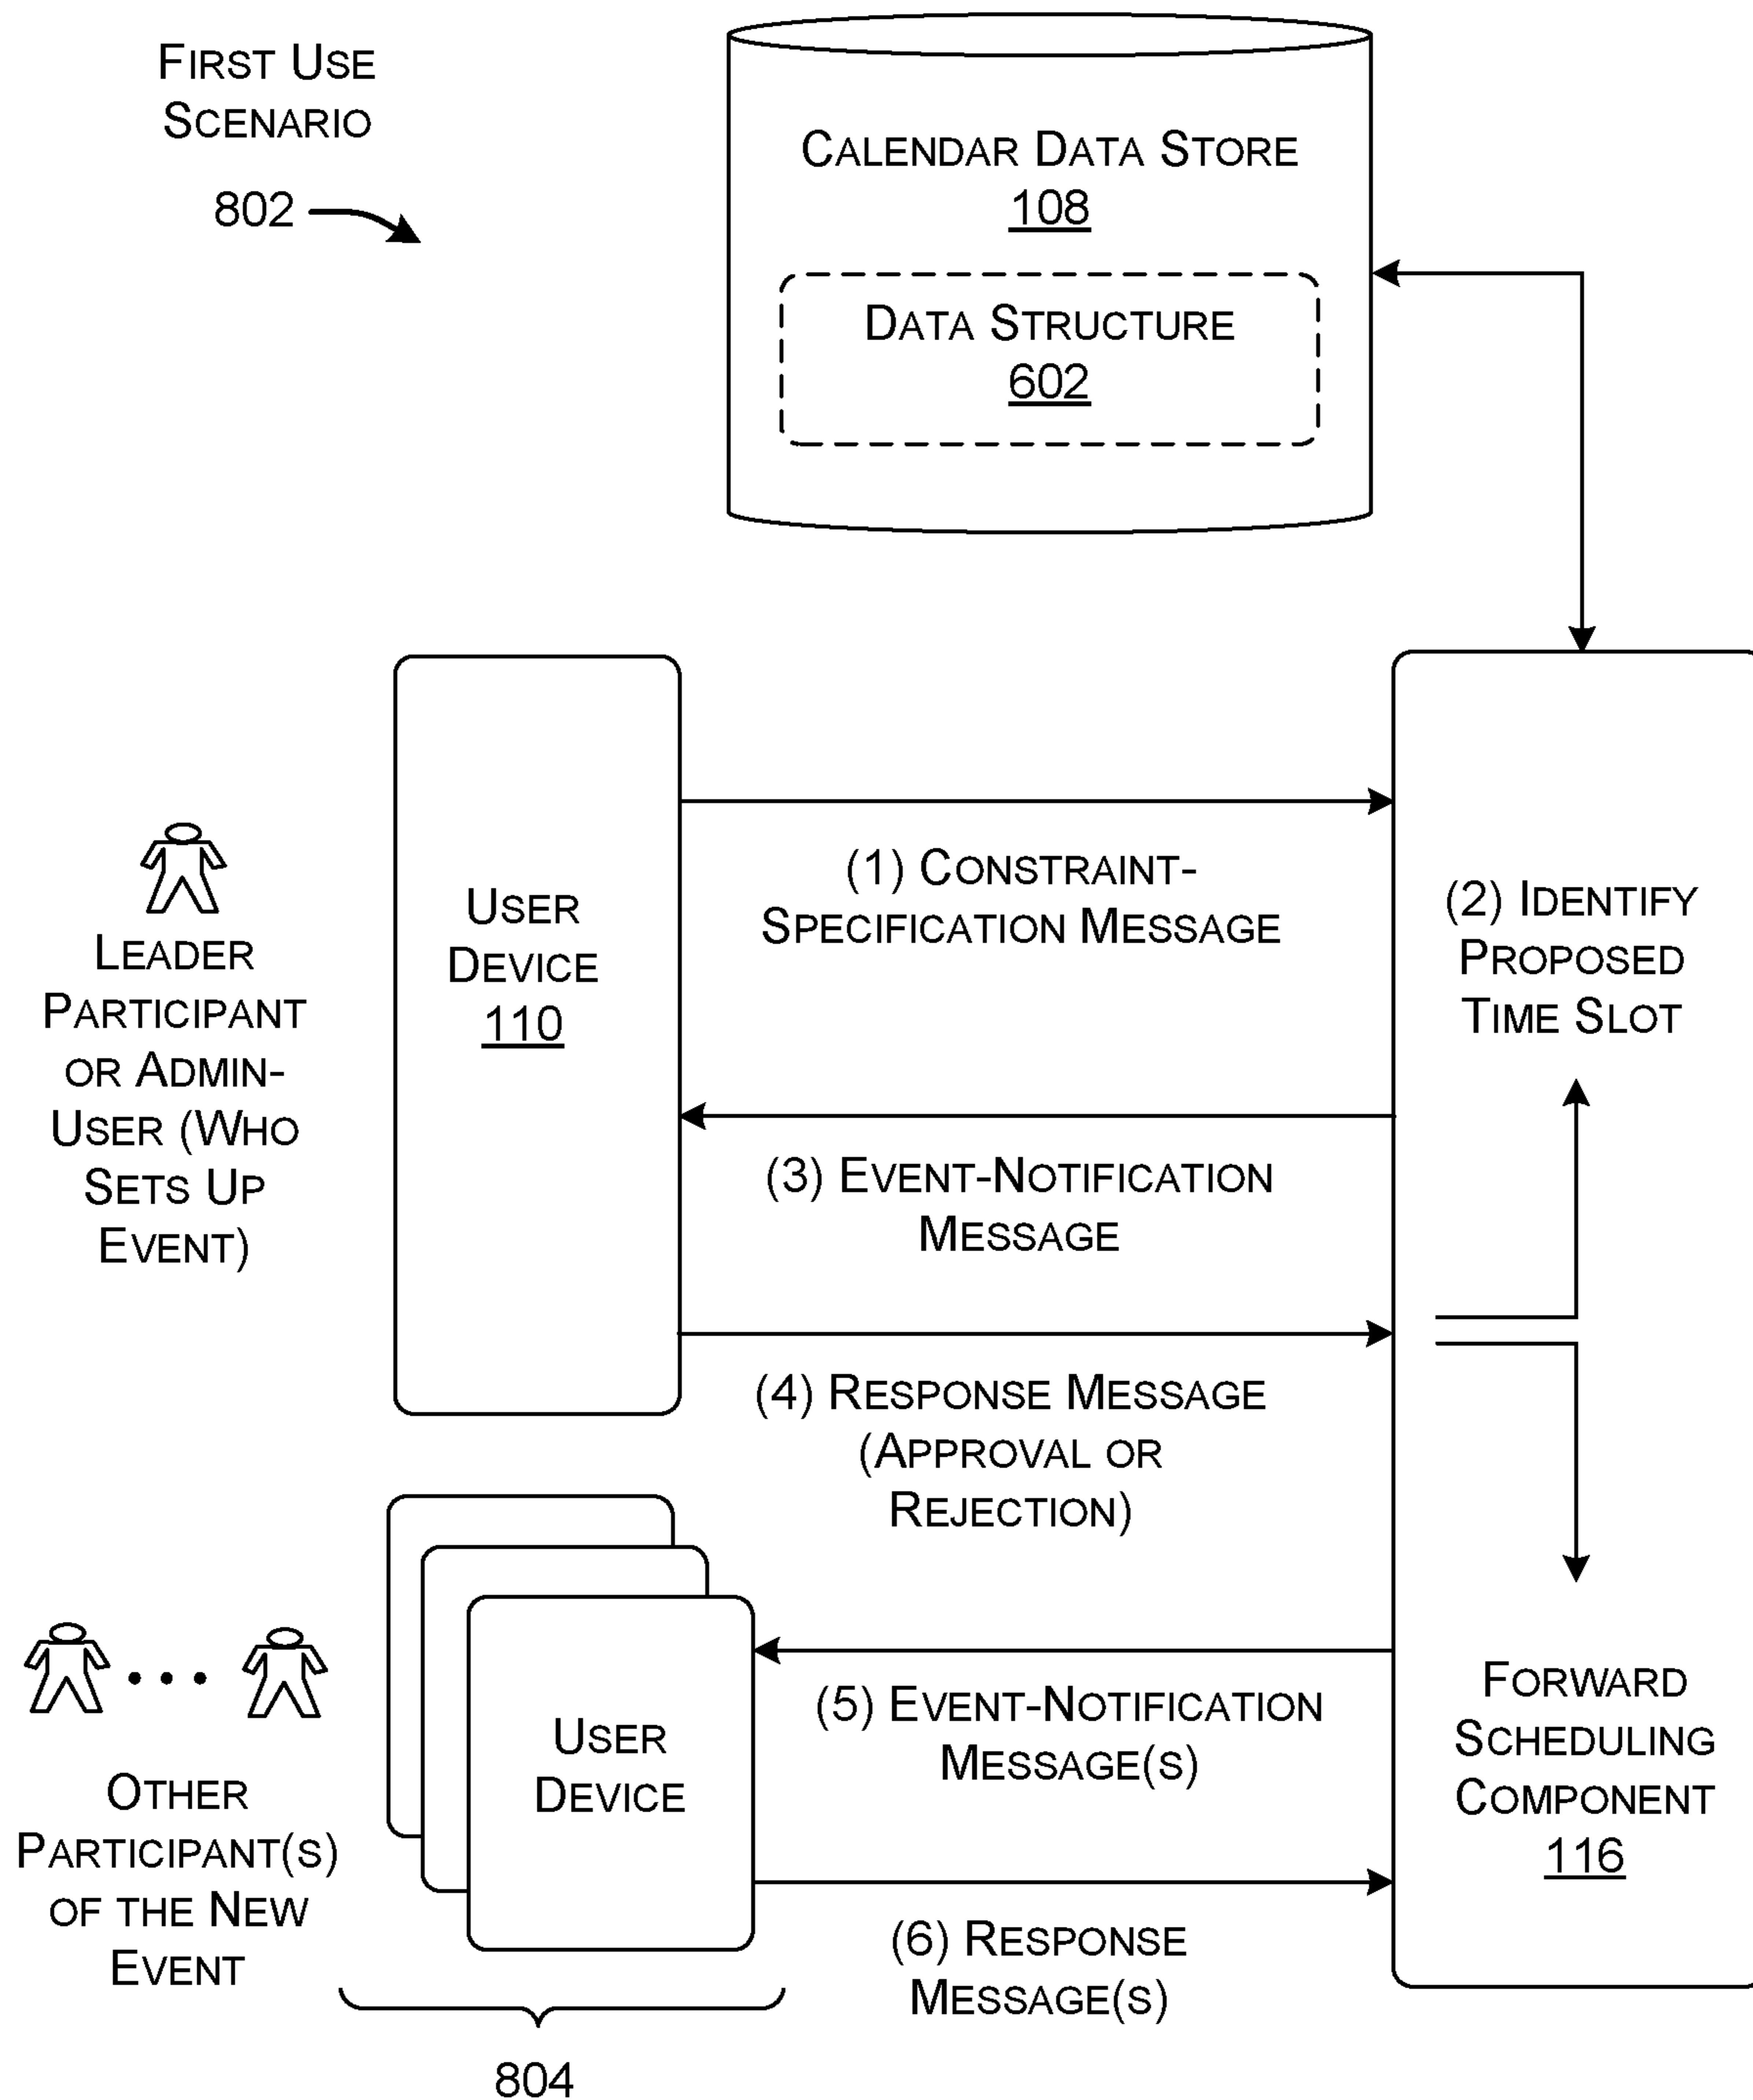 First Use
Scenario
802
Calendar Data Store
108
Data Structure
602
Leader
Participant
or Admin-
User (Who
Sets Up
Event)
User
Device
110
(1) Constraint-
Specification Message
(2) Identify
Proposed
Time Slot
(3) Event-Notification
Message
(4) Response Message
(Approval or
Rejection)
Other
Participant(s)
of the New
Event
User
Device
804
(5) Event-Notification
Message(s)
(6) Response
Message(s)
Forward
Scheduling
Component
116